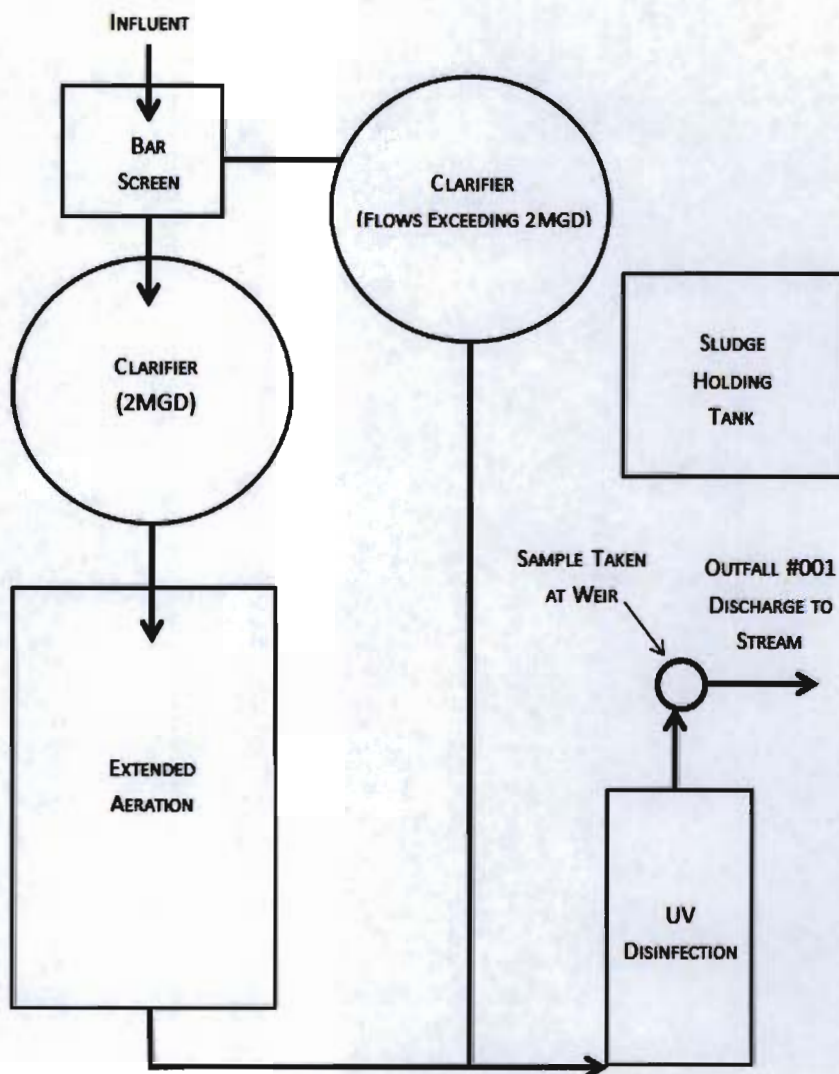 INFLUENT
BAR
SCREEN
CLARIFIER
(FLOWS EXCEEDING 2MGD)
CLARIFIER
(2MGD)
SLUDGE
HOLDING
TANK
SAMPLE TAKEN
AT WEIR
OUTFALL #001
DISCHARGE TO
STREAM
EXTENDED
AERATION
UV
DISINFECTION